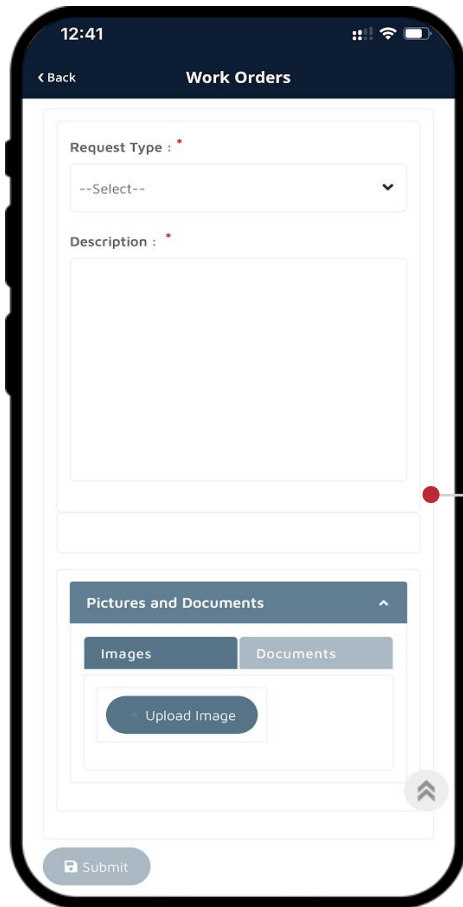 12:41
Back Work Orders
Request Type : *
--Select--
Description : *
Pictures and Documents
Images Documents
+ Upload Image
Submit